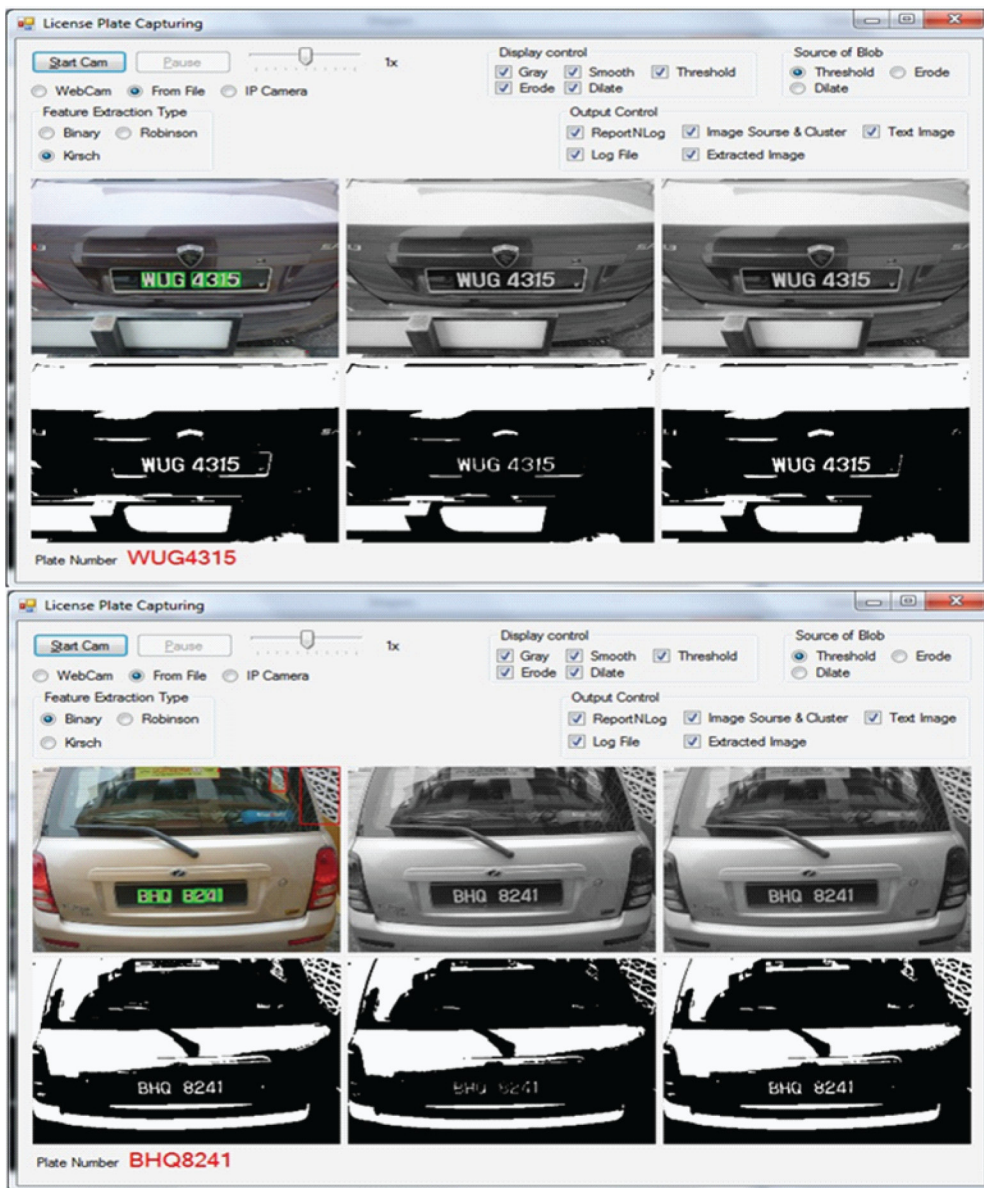 License Plate Capturing
Start Cam Pause 1x
WebCam From File IP Camera
Feature Extraction Type
Binary Robinson
Kirsch
Display control
Gray Smooth Threshold
Erode Dilate
Source of Blob
Threshold Erode
Dilate
Output Control
ReportNLog Image Sourse & Cluster Text Image
Log File Extracted Image
WUG 4315 WUG 4315 WUG 4315
WUG 4315 WUG 4315 WUG 4315
Plate Number WUG4315
License Plate Capturing
Start Cam Pause 1x
WebCam From File IP Camera
Feature Extraction Type
Binary Robinson
Kirsch
Display control
Gray Smooth Threshold
Erode Dilate
Source of Blob
Threshold Erode
Dilate
Output Control
ReportNLog Image Sourse & Cluster Text Image
Log File Extracted Image
BHQ 8241 BHQ 8241 BHQ 8241
BHQ 8241 BHQ 8241 BHQ 8241
Plate Number BHQ8241